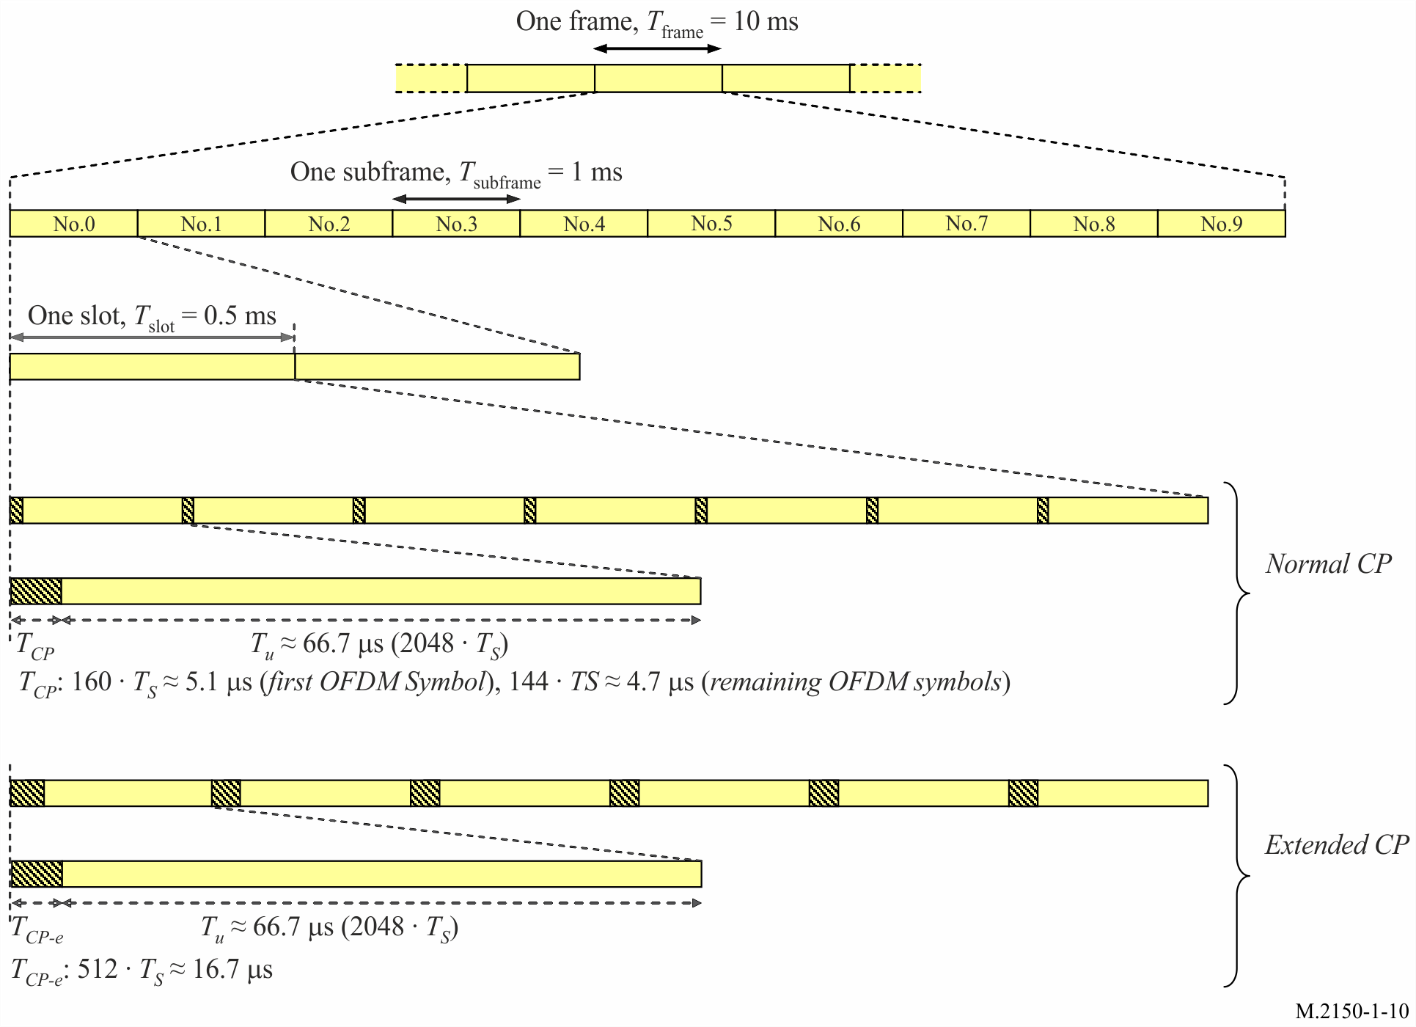 One frame, Tframe = 10 ms
One subframe, Tsubframe = 1 ms
No.0 No.1 No.2 No.3 No.4 No.5 No.6 No.7 No.8 No.9
One slot, Tslot = 0.5 ms
Normal CP
TCP Tu ≈ 66.7 μs (2048 · TS)
TCP: 160 · TS ≈ 5.1 μs (first OFDM Symbol), 144 · TS ≈ 4.7 μs (remaining OFDM symbols)
Extended CP
TCP-e Tu ≈ 66.7 μs (2048 · TS)
TCP-e: 512 · TS ≈ 16.7 μs
M.2150-1-10